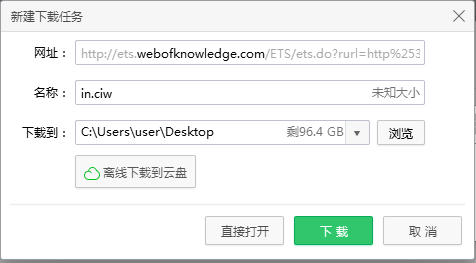 新建下载任务
网址： http://ets.webofknowledge.com/ETS/ets.do?rurl=http%253
名称： in.ciw 未知大小
下载到： C:\Users\user\Desktop 剩96.4 GB 浏览
离线下载到云盘
直接打开 下载 取消